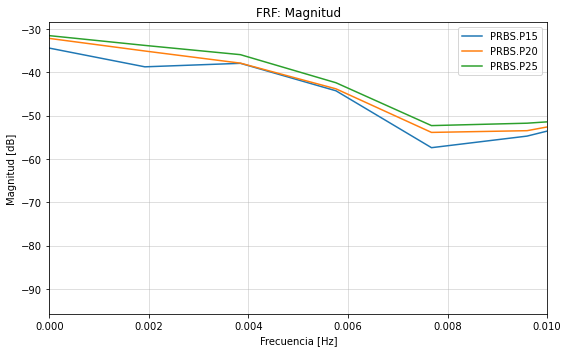 FRF: Magnitud
PRBS.P15
PRBS.P20
PRBS.P25
Magnitud [dB]
−30
−40
−50
−60
−70
−80
−90
0.000
0.002
0.004
0.006
0.008
0.010
Frecuencia [Hz]